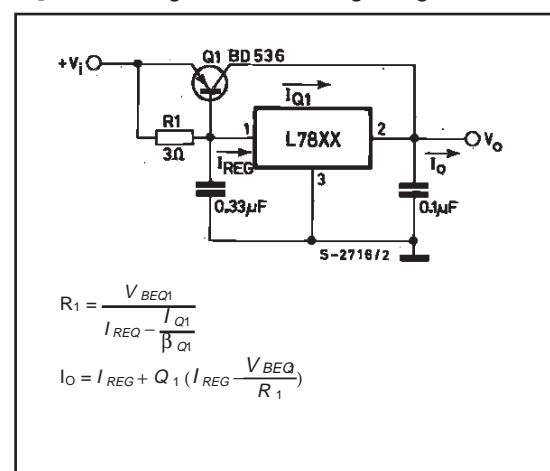 Q1 BD536
+Vi
IQ1
R1
3Ω
1
L78XX
2
Vo
IREG
IO
3
0.33µF
0.1µF
S-2716/2
R1 = VBEQ1 / IREQ − IQ1 / βQ1
IO = IREG + Q1 (IREG − VBEQ / R1)